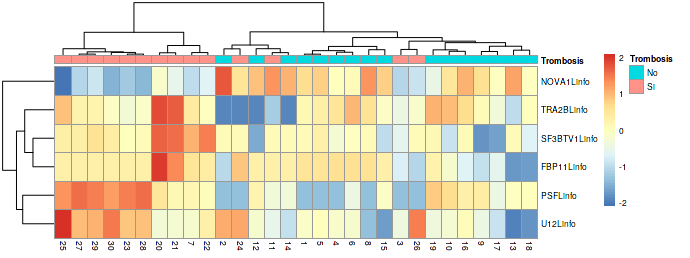 Trombosis
NOVA1Linfo
TRA2BLinfo
SF3BTV1Linfo
FBP11Linfo
PSFLinfo
U12Linfo
25 27 29 30 23 28 20 21 7 22 2 24 12 11 14 1 5 4 6 8 15 3 26 19 10 16 9 17 13 18
2
1
0
-1
-2
Trombosis
No
Si